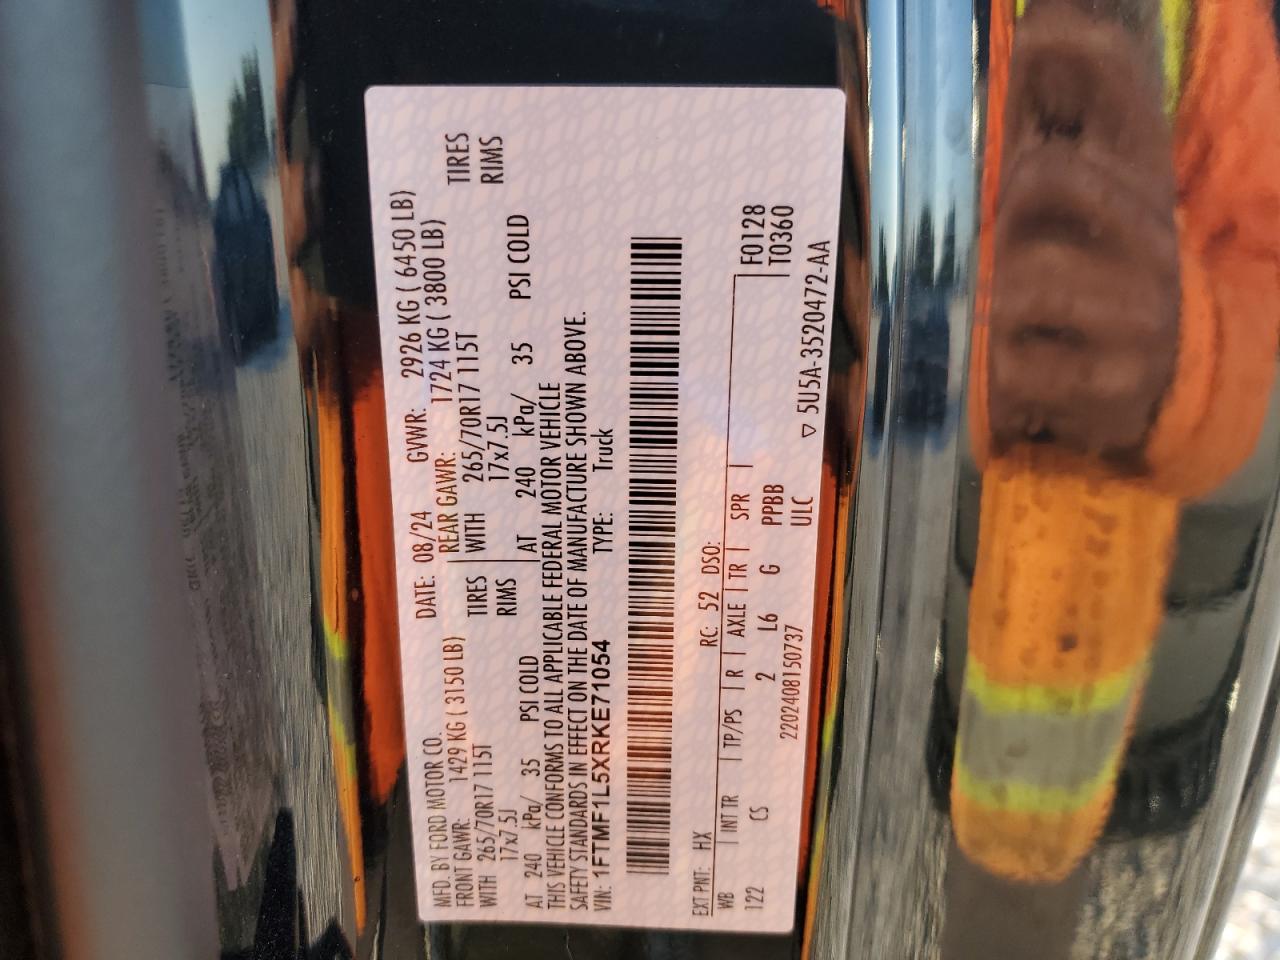 MFD. BY FORD MOTOR CO.
DATE: 08/24 GVWR: 2926 KG ( 6450 LB)
FRONT GAWR: 1429 KG ( 3150 LB) REAR GAWR: 1724 KG ( 3800 LB)
WITH 265/70R17 115T TIRES WITH 265/70R17 115T TIRES
17x7.5J RIMS 17x7.5J RIMS
AT 240 kPa/ 35 PSI COLD AT 240 kPa/ 35 PSI COLD
THIS VEHICLE CONFORMS TO ALL APPLICABLE FEDERAL MOTOR VEHICLE
SAFETY STANDARDS IN EFFECT ON THE DATE OF MANUFACTURE SHOWN ABOVE.
VIN: 1FTMF1L5XRKE71054 TYPE: Truck
EXT PNT: HX RC: 52 DSO:
WB INT TR TP/PS R AXLE TR SPR F0128
122 CS 2 L6 G PPBB T0360
2202408150737 ULC ▽ 5U5A-3520472-AA